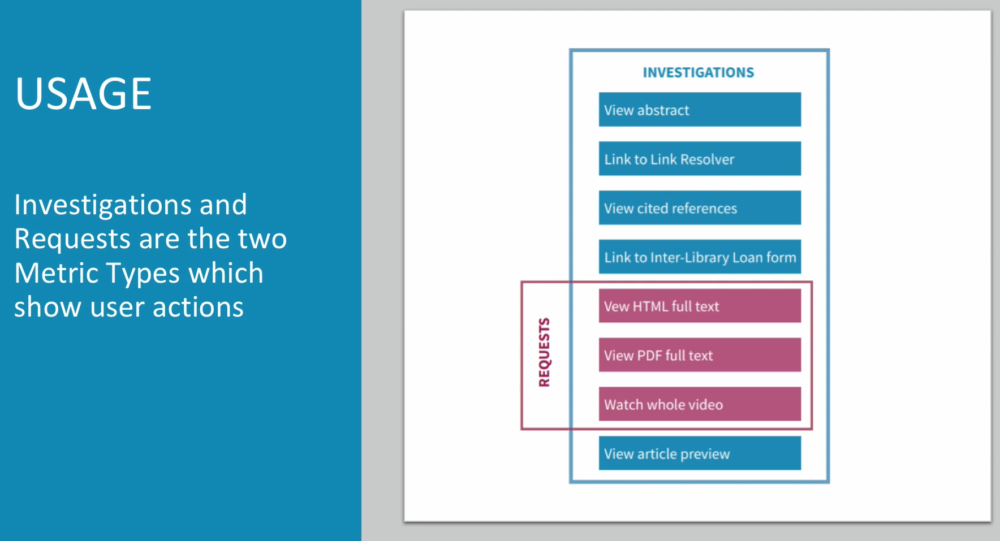 USAGE
Investigations and
Requests are the two
Metric Types which
show user actions
INVESTIGATIONS
View abstract
Link to Link Resolver
View cited references
Link to Inter-Library Loan form
REQUESTS
Vew HTML full text
View PDF full text
Watch whole video
View article preview